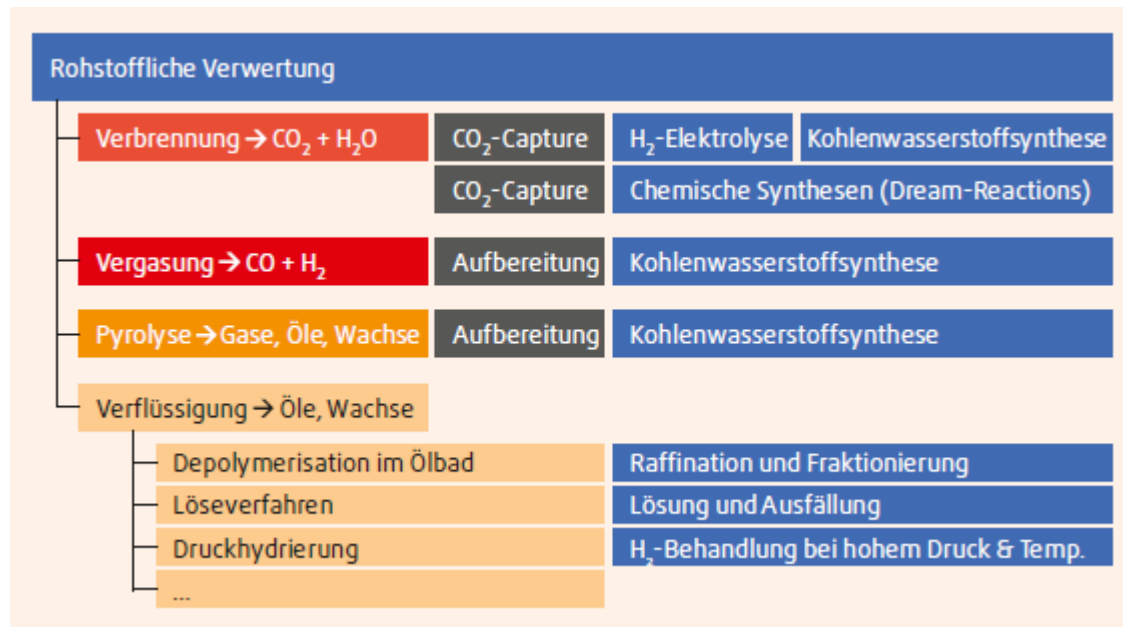 Rohstoffliche Verwertung
Verbrennung → CO₂ + H₂O CO₂-Capture H₂-Elektrolyse Kohlenwasserstoffsynthese
CO₂-Capture Chemische Synthesen (Dream-Reactions)
Vergasung → CO + H₂ Aufbereitung Kohlenwasserstoffsynthese
Pyrolyse → Gase, Öle, Wachse Aufbereitung Kohlenwasserstoffsynthese
Verflüssigung → Öle, Wachse
Depolymerisation im Ölbad Raffination und Fraktionierung
Löseverfahren Lösung und Ausfällung
Druckhydrierung H₂-Behandlung bei hohem Druck & Temp.
...